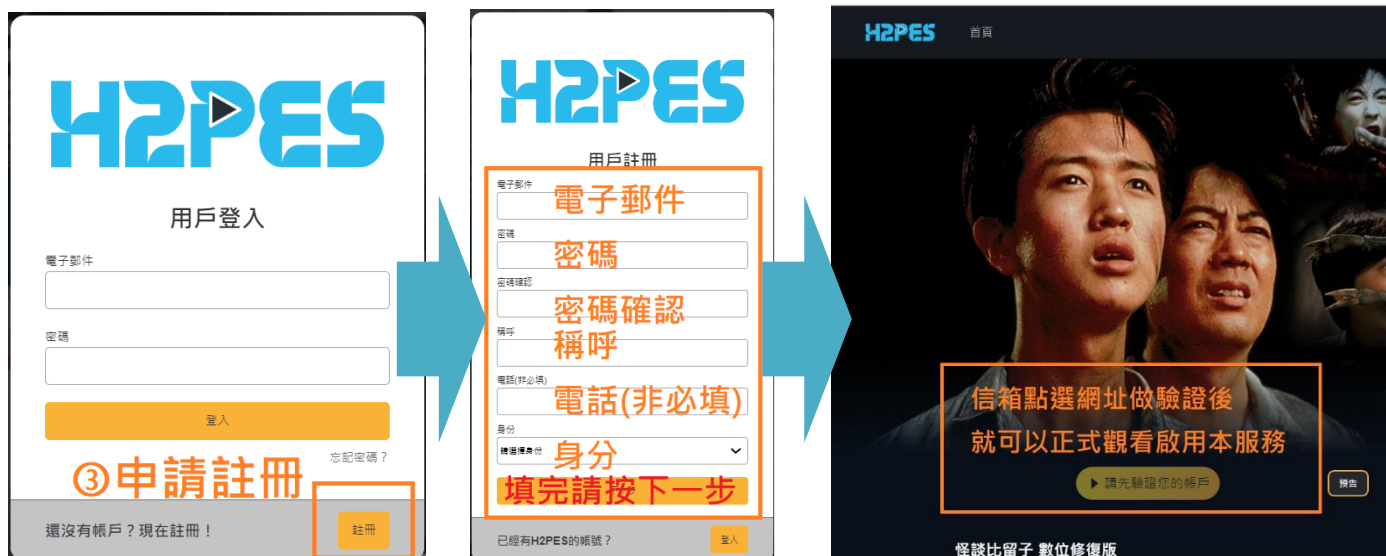 H2PES
用戶登入
電子郵件
密碼
登入
忘記密碼？
③申請註冊
還沒有帳戶？現在註冊！
註冊
H2PES
用戶註冊
電子郵件
電子郵件
密碼
密碼
密碼確認
密碼確認
稱呼
稱呼
電話(非必填)
電話(非必填)
身份
請選擇身份
身分
填完請按下一步
已經有H2PES的帳號？
登入
H2PES
首頁
信箱點選網址做驗證後
就可以正式觀看啟用本服務
請先驗證您的帳戶
預告
怪談比留子 數位修復版